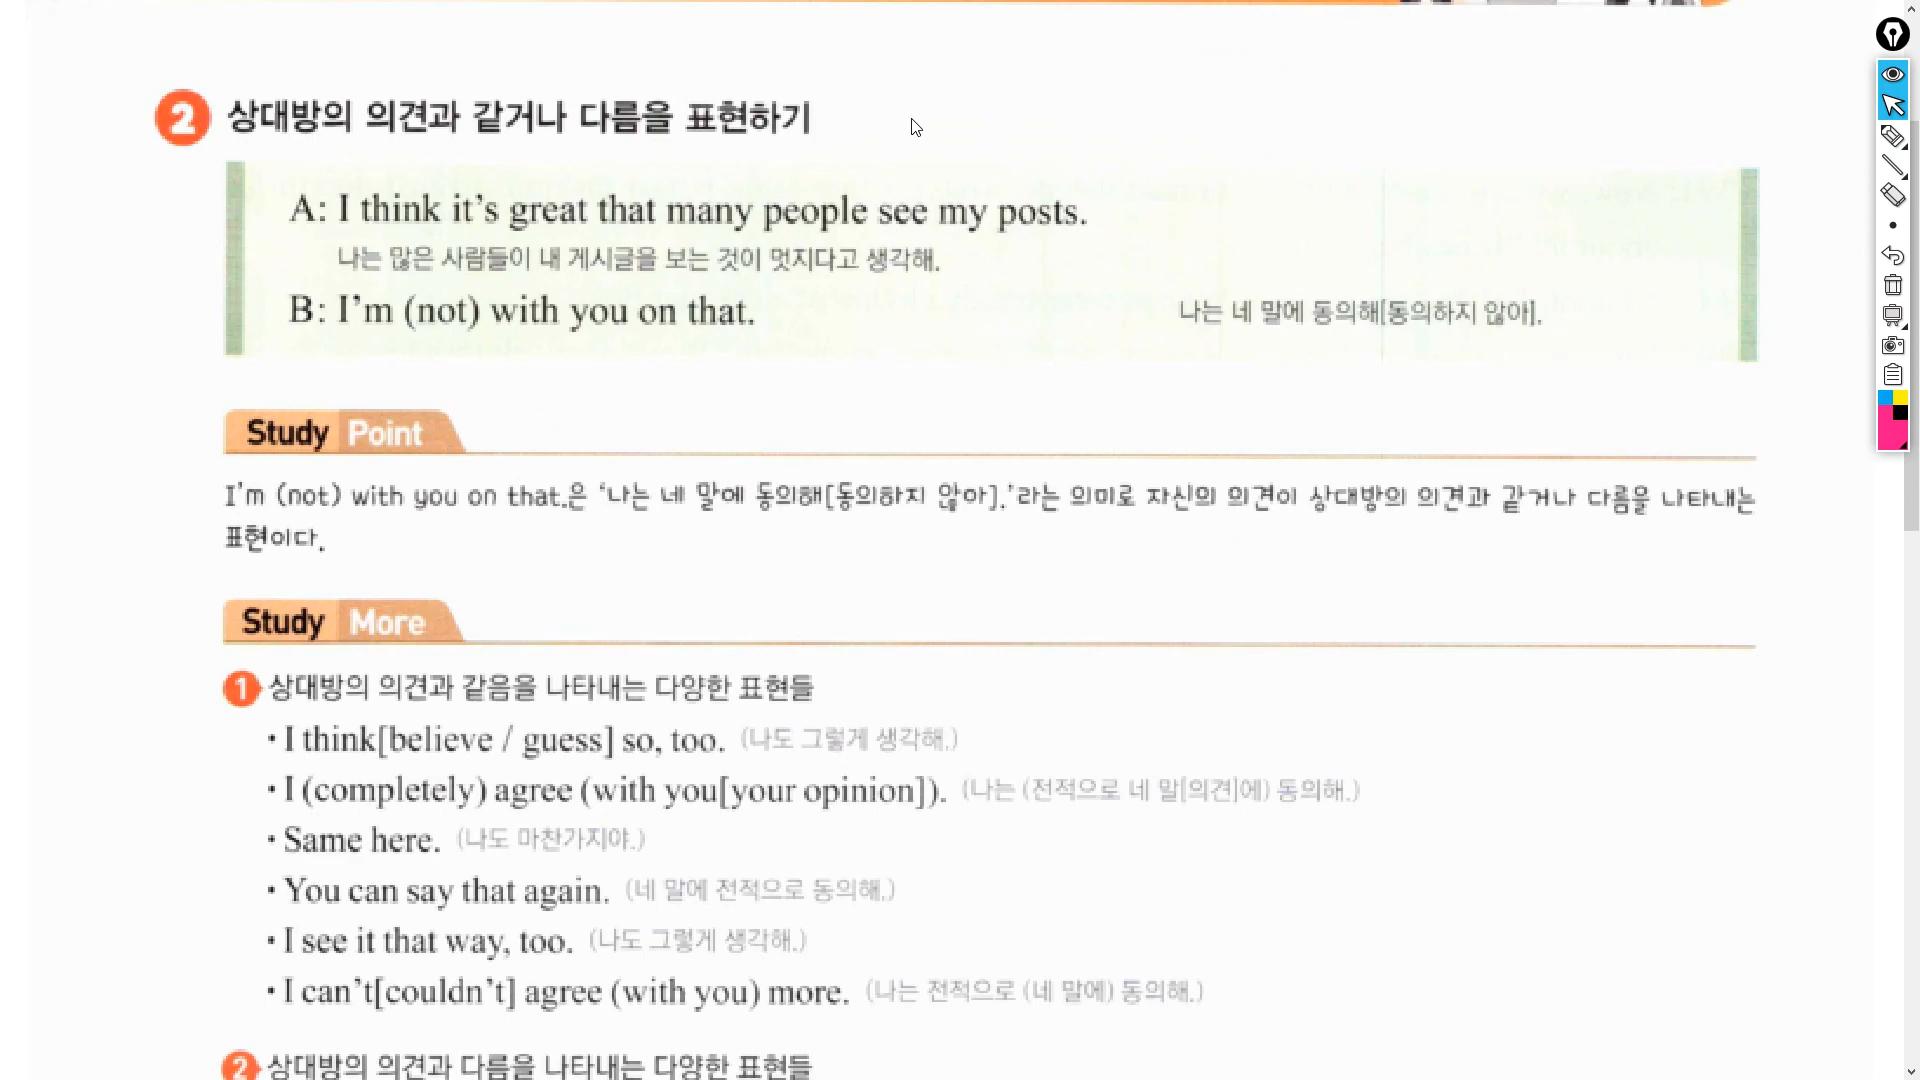 2 상대방의 의견과 같거나 다름을 표현하기
A: I think it's great that many people see my posts.
나는 많은 사람들이 내 게시글을 보는 것이 멋지다고 생각해.
B: I'm (not) with you on that. 나는 네 말에 동의해[동의하지 않아].
Study Point
I'm (not) with you on that.은 '나는 네 말에 동의해[동의하지 않아].'라는 의미로 자신의 의견이 상대방의 의견과 같거나 다름을 나타내는
표현이다.
Study More
1 상대방의 의견과 같음을 나타내는 다양한 표현들
• I think[believe / guess] so, too. (나도 그렇게 생각해.)
• I (completely) agree (with you[your opinion]). (나는 (전적으로 네 말[의견]에) 동의해.)
• Same here. (나도 마찬가지야.)
• You can say that again. (네 말에 전적으로 동의해.)
• I see it that way, too. (나도 그렇게 생각해.)
• I can't[couldn't] agree (with you) more. (나는 전적으로 (네 말에) 동의해.)
2 상대방의 의견과 다름을 나타내는 다양한 표현들